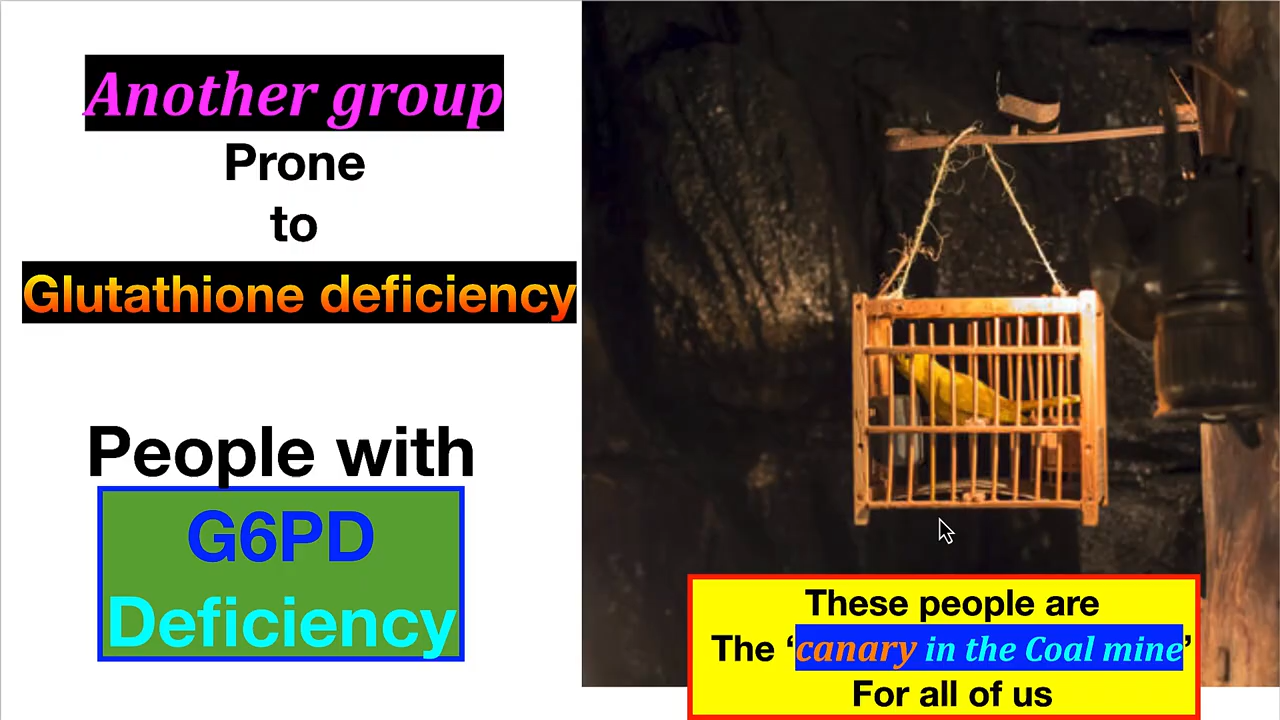 Another group
Prone
to
Glutathione deficiency
People with
G6PD
Deficiency
These people are
The ‘canary in the Coal mine’
For all of us